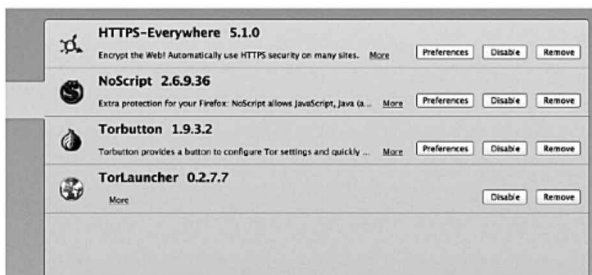 HTTPS-Everywhere 5.1.0
Encrypt the Web! Automatically use HTTPS security on many sites. More Preferences Disable Remove
NoScript 2.6.9.36
Extra protection for your Firefox: NoScript allows JavaScript, Java (a... More Preferences Disable Remove
Torbutton 1.9.3.2
Torbutton provides a button to configure Tor settings and quickly ... More Preferences Disable Remove
TorLauncher 0.2.7.7
More Disable Remove